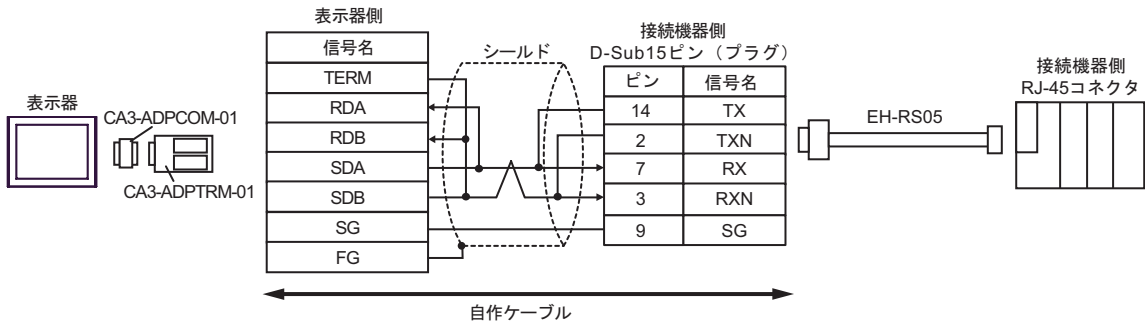 表示器
CA3-ADPCOM-01
CA3-ADPTRM-01
表示器側
信号名
TERM
RDA
RDB
SDA
SDB
SG
FG
シールド
接続機器側
D-Sub15ピン（プラグ）
ピン 信号名
14 TX
2 TXN
7 RX
3 RXN
9 SG
EH-RS05
接続機器側
RJ-45コネクタ
自作ケーブル